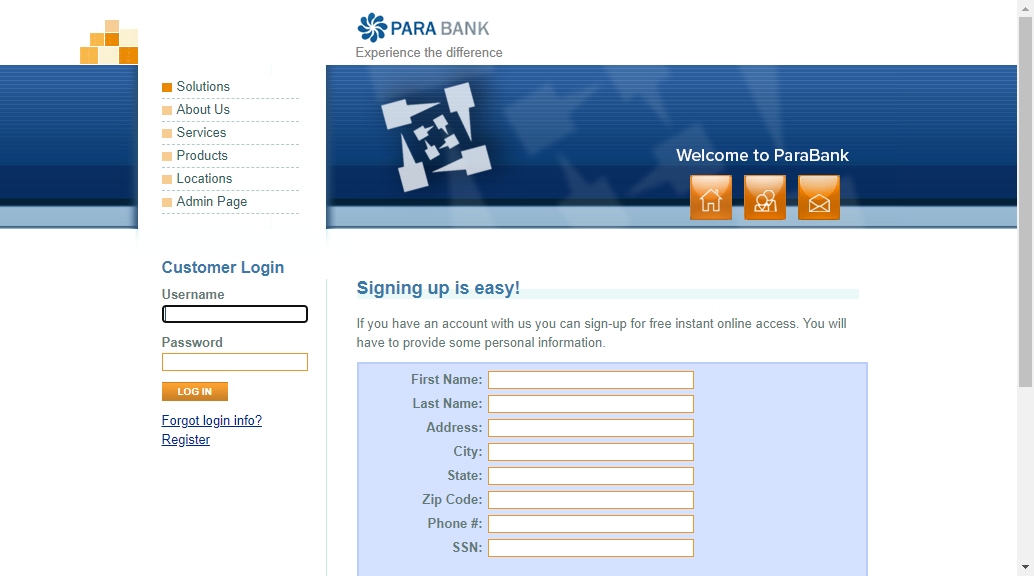 PARA BANK
Experience the difference
Solutions
About Us
Services
Products
Locations
Admin Page
Welcome to ParaBank
Customer Login
Username
Password
LOG IN
Forgot login info?
Register
Signing up is easy!
If you have an account with us you can sign-up for free instant online access. You will
have to provide some personal information.
First Name:
Last Name:
Address:
City:
State:
Zip Code:
Phone #:
SSN: